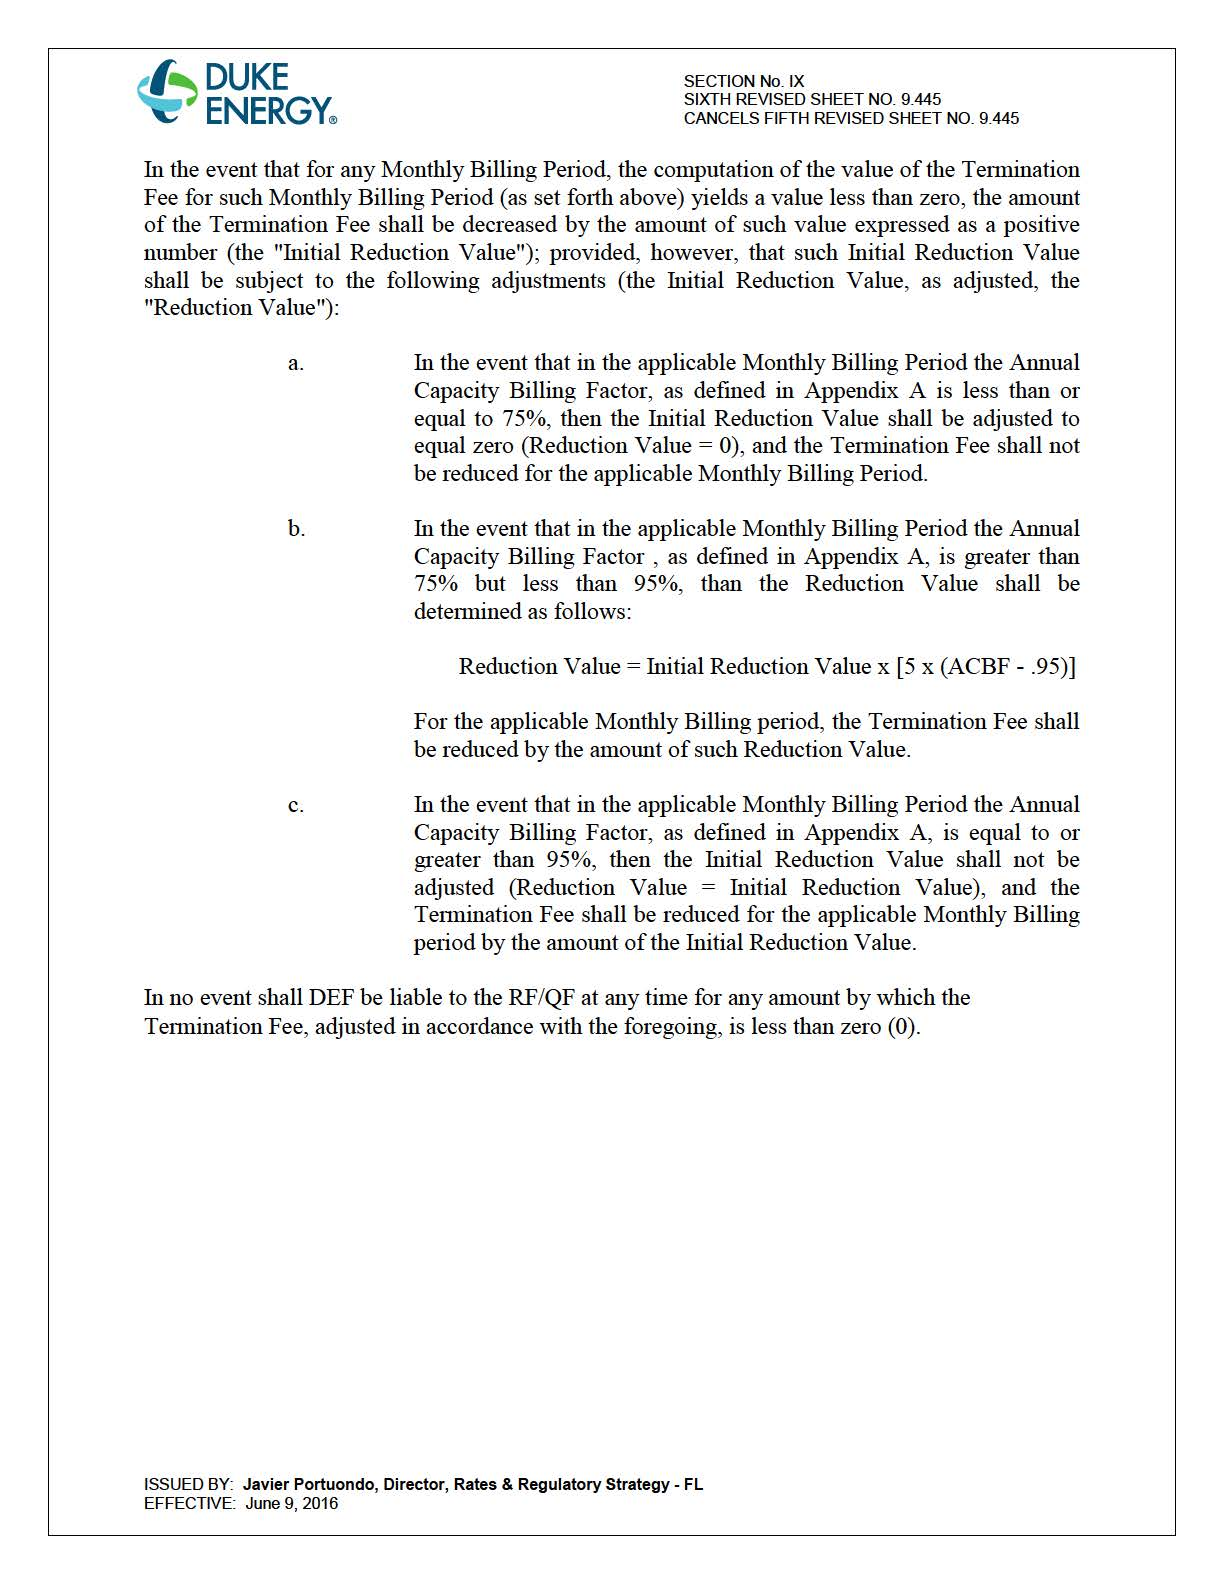 DUKE
ENERGY®
SECTION No. IX
SIXTH REVISED SHEET NO. 9.445
CANCELS FIFTH REVISED SHEET NO. 9.445
In the event that for any Monthly Billing Period, the computation of the value of the Termination
Fee for such Monthly Billing Period (as set forth above) yields a value less than zero, the amount
of the Termination Fee shall be decreased by the amount of such value expressed as a positive
number (the "Initial Reduction Value"); provided, however, that such Initial Reduction Value
shall be subject to the following adjustments (the Initial Reduction Value, as adjusted, the
"Reduction Value"):
a. In the event that in the applicable Monthly Billing Period the Annual
Capacity Billing Factor, as defined in Appendix A is less than or
equal to 75%, then the Initial Reduction Value shall be adjusted to
equal zero (Reduction Value = 0), and the Termination Fee shall not
be reduced for the applicable Monthly Billing Period.
b. In the event that in the applicable Monthly Billing Period the Annual
Capacity Billing Factor , as defined in Appendix A, is greater than
75% but less than 95%, than the Reduction Value shall be
determined as follows:
Reduction Value = Initial Reduction Value x [5 x (ACBF - .95)]
For the applicable Monthly Billing period, the Termination Fee shall
be reduced by the amount of such Reduction Value.
c. In the event that in the applicable Monthly Billing Period the Annual
Capacity Billing Factor, as defined in Appendix A, is equal to or
greater than 95%, then the Initial Reduction Value shall not be
adjusted (Reduction Value = Initial Reduction Value), and the
Termination Fee shall be reduced for the applicable Monthly Billing
period by the amount of the Initial Reduction Value.
In no event shall DEF be liable to the RF/QF at any time for any amount by which the
Termination Fee, adjusted in accordance with the foregoing, is less than zero (0).
ISSUED BY: Javier Portuondo, Director, Rates & Regulatory Strategy - FL
EFFECTIVE: June 9, 2016